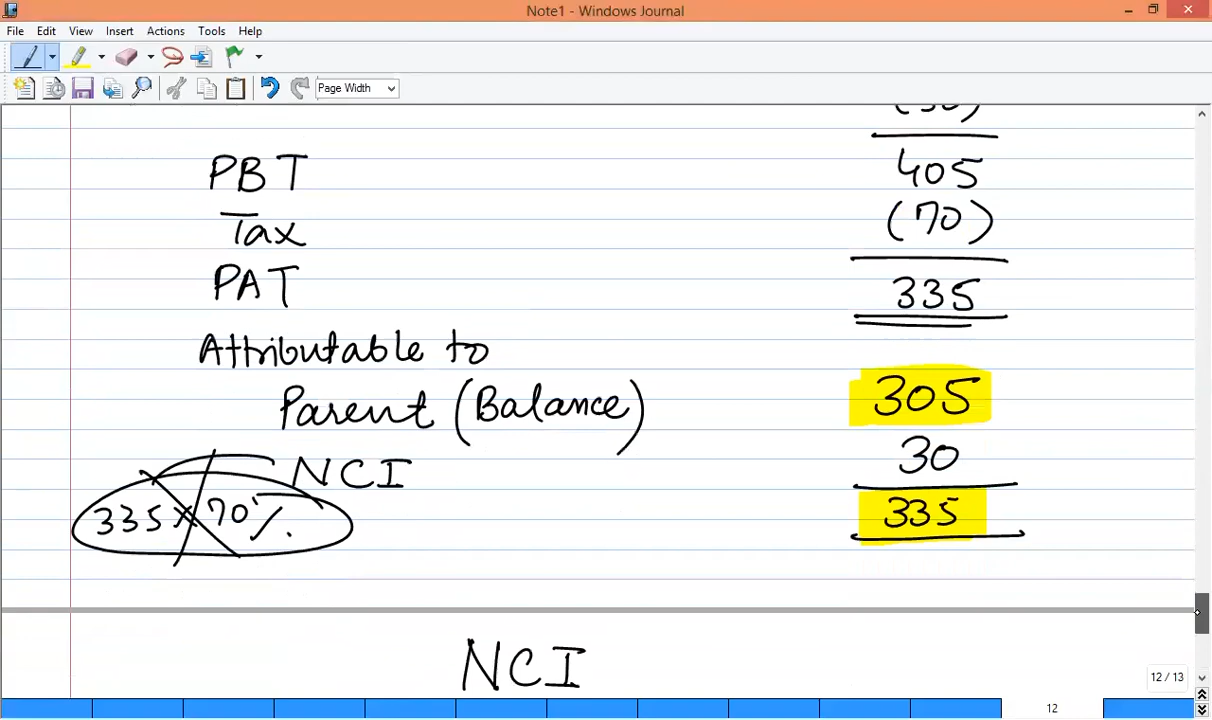 Note1 - Windows Journal
File Edit View Insert Actions Tools Help
Page Width
PBT 405
Tax (70)
PAT 335
Attributable to
Parent (Balance) 305
NCI 30
335 x 70%. 335
NCI
12 / 13
12